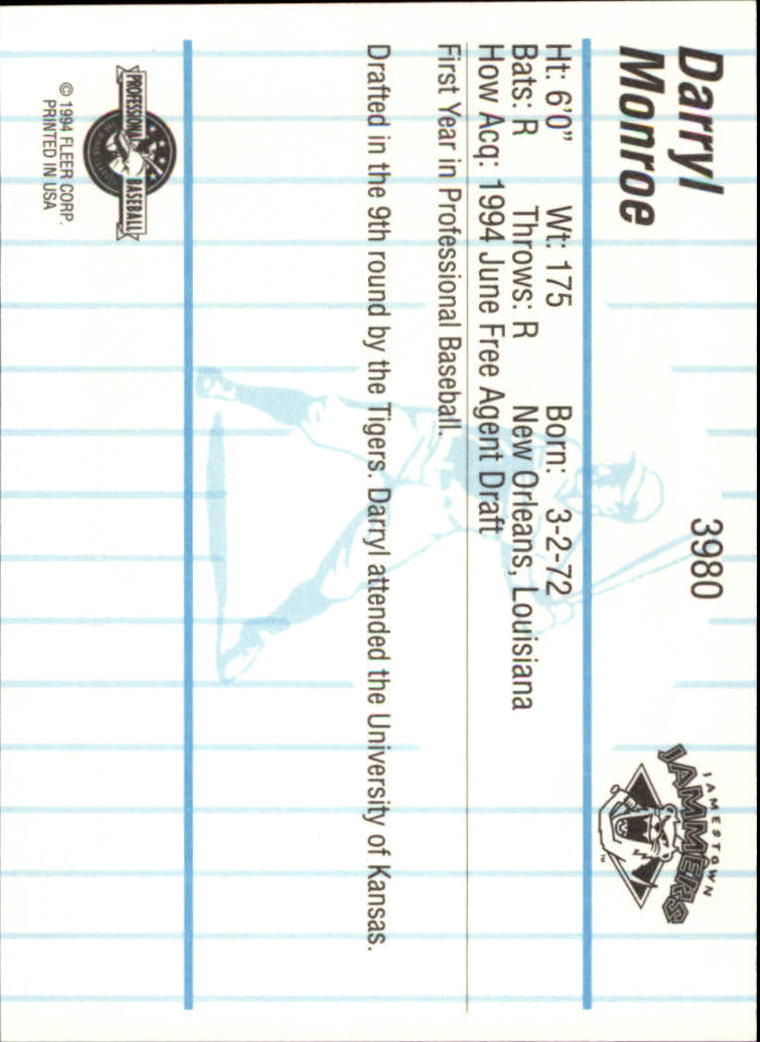 Darryl
Monroe
3980
JAMESTOWN
JAMMERS
TM
Ht: 6'0" Wt: 175 Born: 3-2-72
Bats: R Throws: R New Orleans, Louisiana
How Acq: 1994 June Free Agent Draft
First Year in Professional Baseball.
Drafted in the 9th round by the Tigers. Darryl attended the University of Kansas.
PROFESSIONAL
BASEBALL
© 1994 FLEER CORP.
PRINTED IN USA